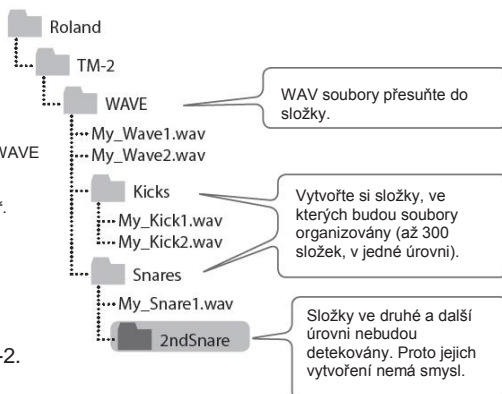 Roland
TM-2
WAVE
WAV soubory přesuňte do
složky.
My_Wave1.wav
My_Wave2.wav
WAVE
Kicks
My_Kick1.wav
My_Kick2.wav
Vytvořte si složky, ve
kterých budou soubory
organizovány (až 300
složek, v jedné úrovni).
Snares
My_Snare1.wav
2ndSnare
Složky ve druhé a další
úrovni nebudou
detekovány. Proto jejich
vytvoření nemá smysl.
-2.